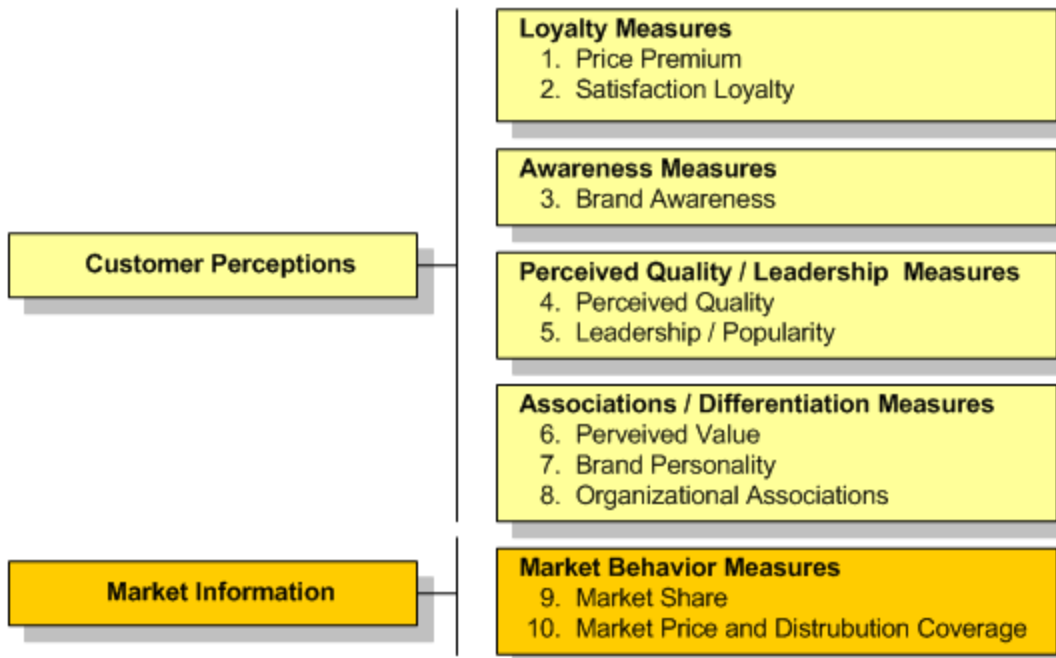 Loyalty Measures
1. Price Premium
2. Satisfaction Loyalty
Awareness Measures
3. Brand Awareness
Customer Perceptions
Perceived Quality / Leadership Measures
4. Perceived Quality
5. Leadership / Popularity
Associations / Differentiation Measures
6. Perveived Value
7. Brand Personality
8. Organizational Associations
Market Information
Market Behavior Measures
9. Market Share
10. Market Price and Distrubution Coverage